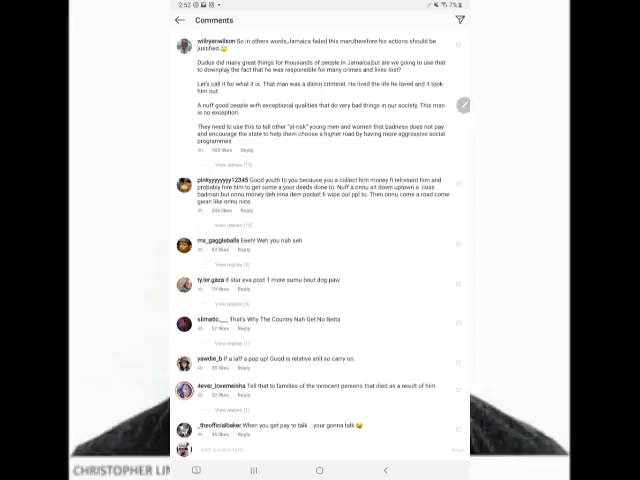 2:52
7%
Comments
willryanwilson So in others words,Jamaica failed this man,therefore his actions should be
justified.
Dudus did many great things for thousands of people in Jamaica,but are we going to use that
to downplay the fact that he was responsible for many crimes and lives lost?
Let's call it for what it is, That man was a damn criminal. He lived the life he loved and it took
him out.
A nuff good people with exceptional qualities that do very bad things in our society, This man
is no exception.
They need to use this to tell other "at-risk" young men and women that badness does not pay
and encourage the state to help them choose a higher road by having more aggressive social
programmes
Reply
pinkyyyyyyy12345 Good youth to you because you a collect him money fi relresent him and
probably hire him to get some a your deeds done to. Nuff a onnu sit down uptown a cuss
badman but onnu money deh inna dem pocket fi wipe out ppl to. Then onnu come a road come
gwan like onnu nice
Reply
ms_gaggleballs Eeeh! Weh you nah seh
Reply
ty.ler.gaza If star eva post 1 more sumu bout dog paw
79 likes Reply
slimatic.___ That's Why The Country Nah Get No Betta
57 likes Reply
yawdie_b If a laff a pop up! Good is relative still so carry on.
Reply
4ever_lovemeisha Tell that to families of the innocent persons that died as a result of him
Reply
_theofficialbaker When you get pay to talk ...your gonna talk
Reply
CHRISTOPHER LIN